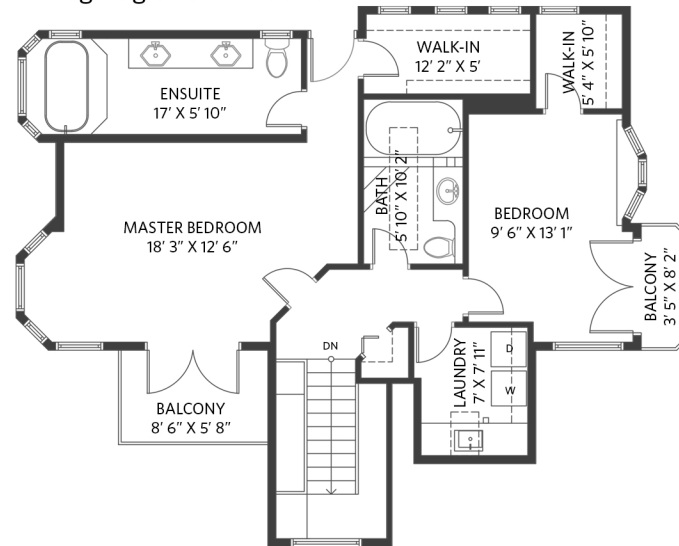 WALK-IN
12' 2" X 5'
WALK-IN
5' 4" X 5' 10"
ENSUITE
17' X 5' 10"
BATH
5' 10" X 10' 2"
MASTER BEDROOM
18' 3" X 12' 6"
BEDROOM
9' 6" X 13' 1"
BALCONY
3' 5" X 8' 2"
DN
LAUNDRY
7' X 7' 11"
D
W
BALCONY
8' 6" X 5' 8"